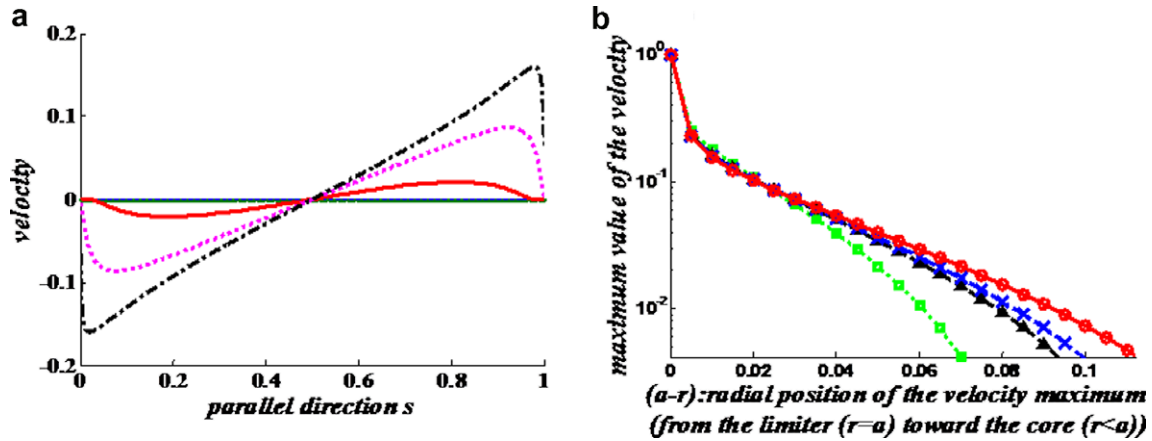 a
velocity
0.2
0.1
0
-0.1
-0.2
0
0.2
0.4
0.6
0.8
1
parallel direction s
b
maximum value of the velocity
10^0
10^-1
10^-2
0
0.02
0.04
0.06
0.08
0.1
(a-r):radial position of the velocity maximum
(from the limiter (r=a) toward the core (r<a))